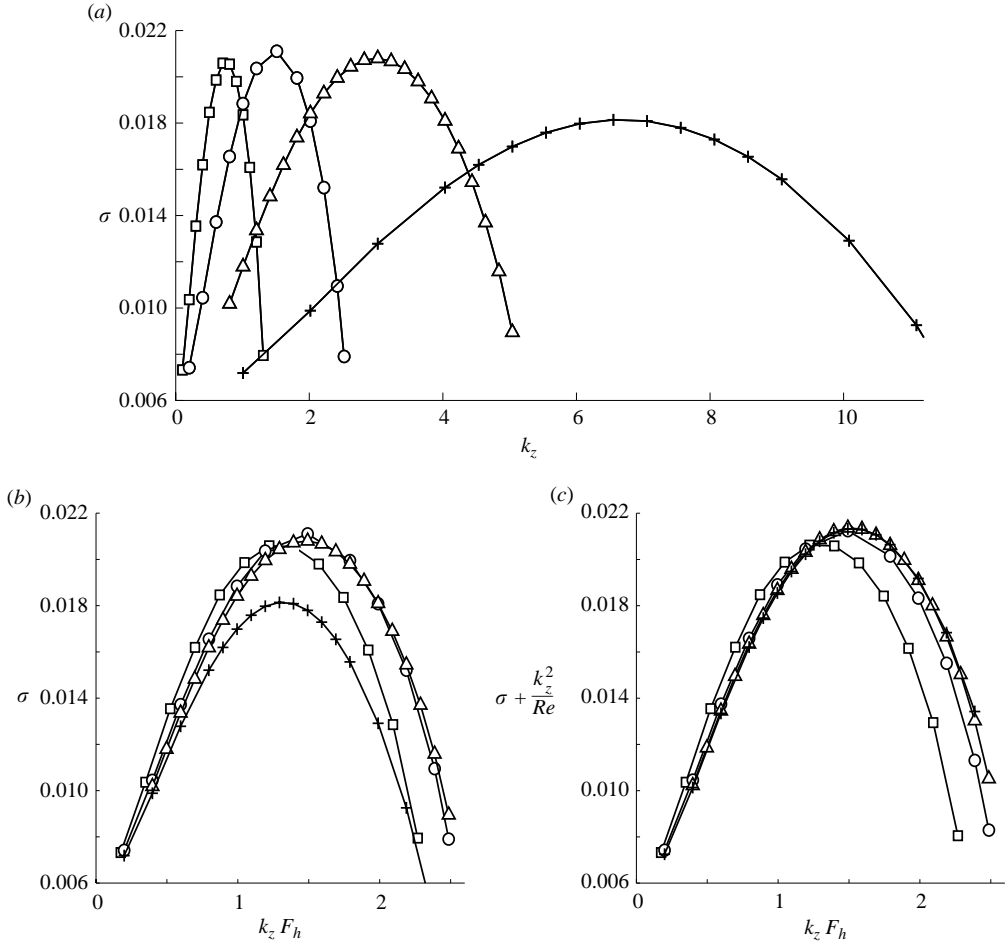 (a)
0.022
0.018
σ 0.014
0.010
0.006
0 2 4 6 8 10
k_z
(b) (c)
0.022 0.022
0.018 0.018
σ 0.014 σ + k_z^2/Re 0.014
0.010 0.010
0.006 0.006
0 1 2 0 1 2
k_z F_h k_z F_h